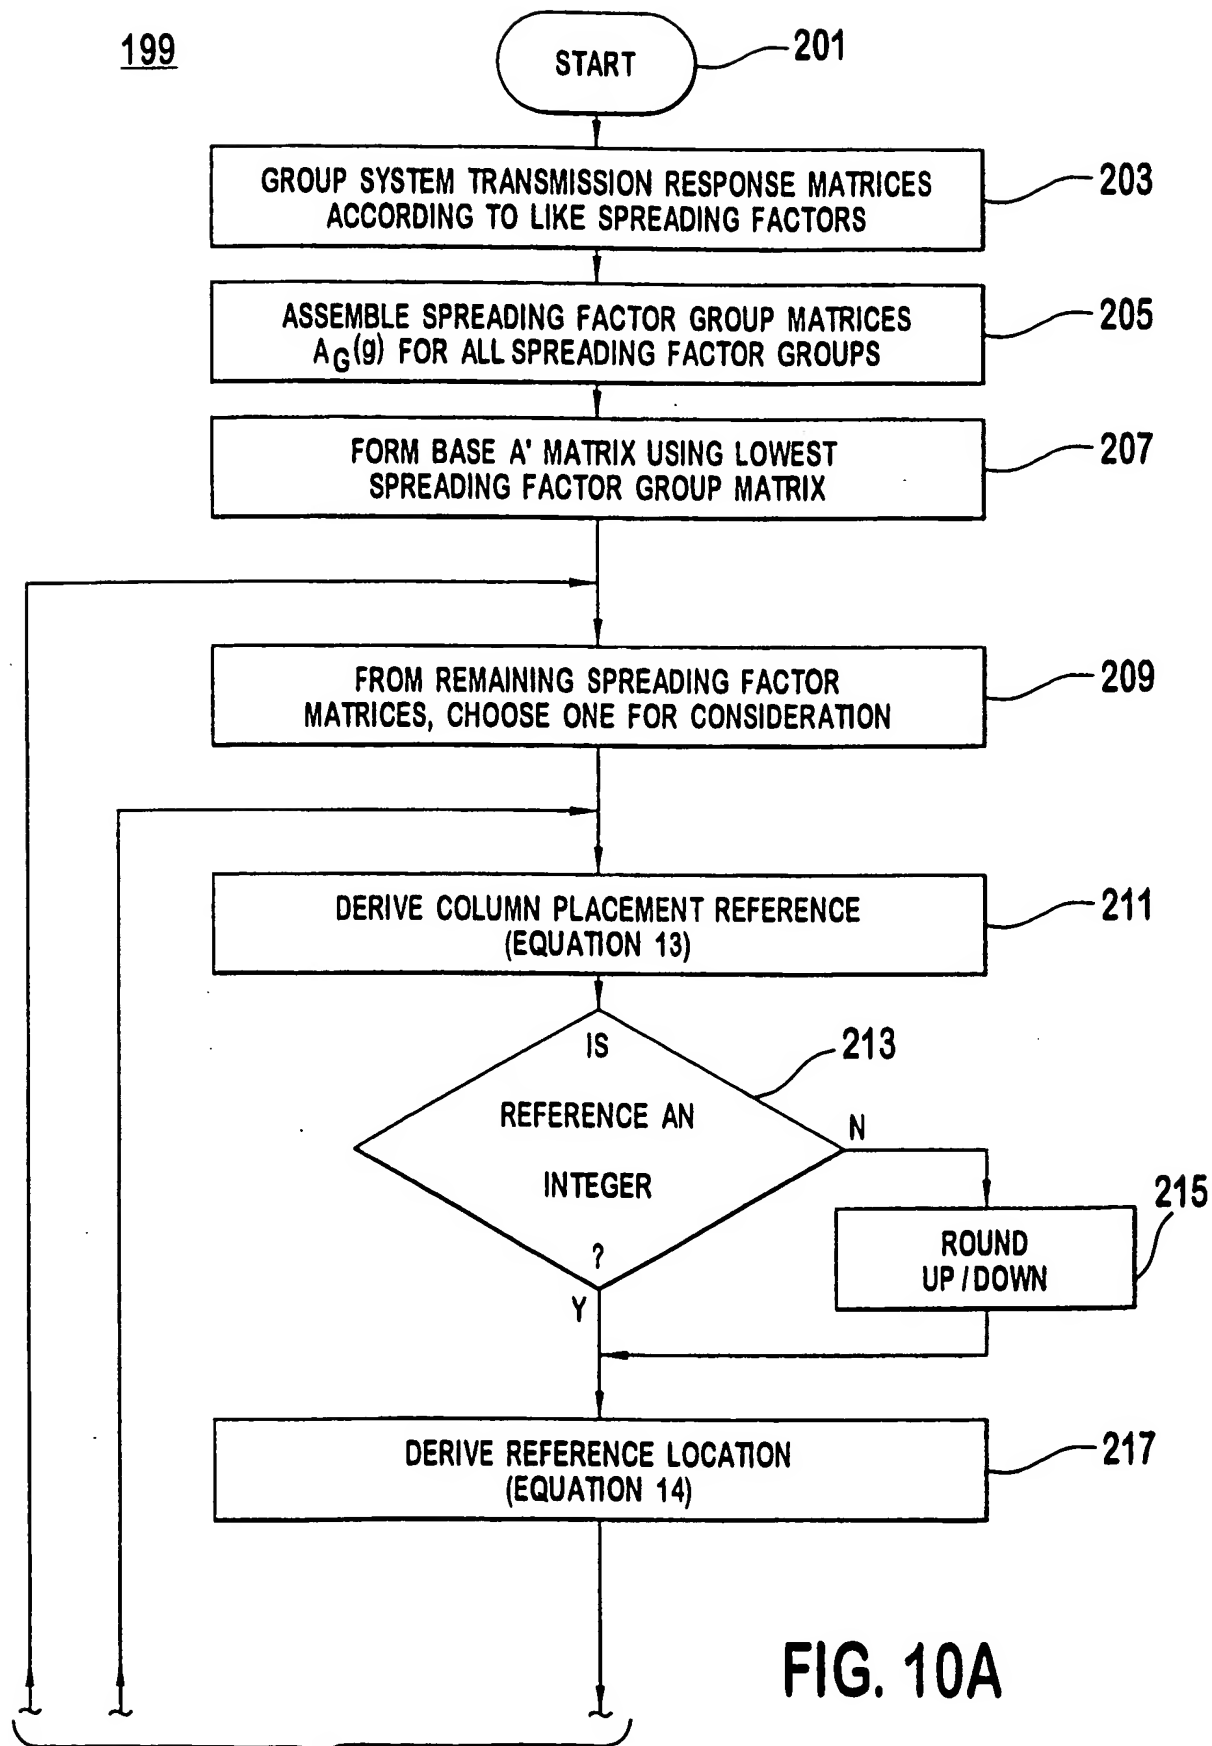 199
START
201
GROUP SYSTEM TRANSMISSION RESPONSE MATRICES
ACCORDING TO LIKE SPREADING FACTORS
203
ASSEMBLE SPREADING FACTOR GROUP MATRICES
AG(g) FOR ALL SPREADING FACTOR GROUPS
205
FORM BASE A' MATRIX USING LOWEST
SPREADING FACTOR GROUP MATRIX
207
FROM REMAINING SPREADING FACTOR
MATRICES, CHOOSE ONE FOR CONSIDERATION
209
DERIVE COLUMN PLACEMENT REFERENCE
(EQUATION 13)
211
IS
REFERENCE AN
INTEGER
?
213
N
Y
ROUND
UP / DOWN
215
DERIVE REFERENCE LOCATION
(EQUATION 14)
217
FIG. 10A